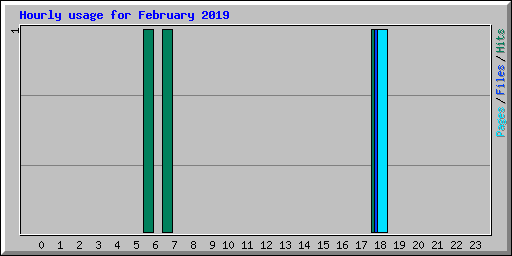 Hourly usage for February 2019
1
Pages/Files/Hits
0 1 2 3 4 5 6 7 8 9 10 11 12 13 14 15 16 17 18 19 20 21 22 23